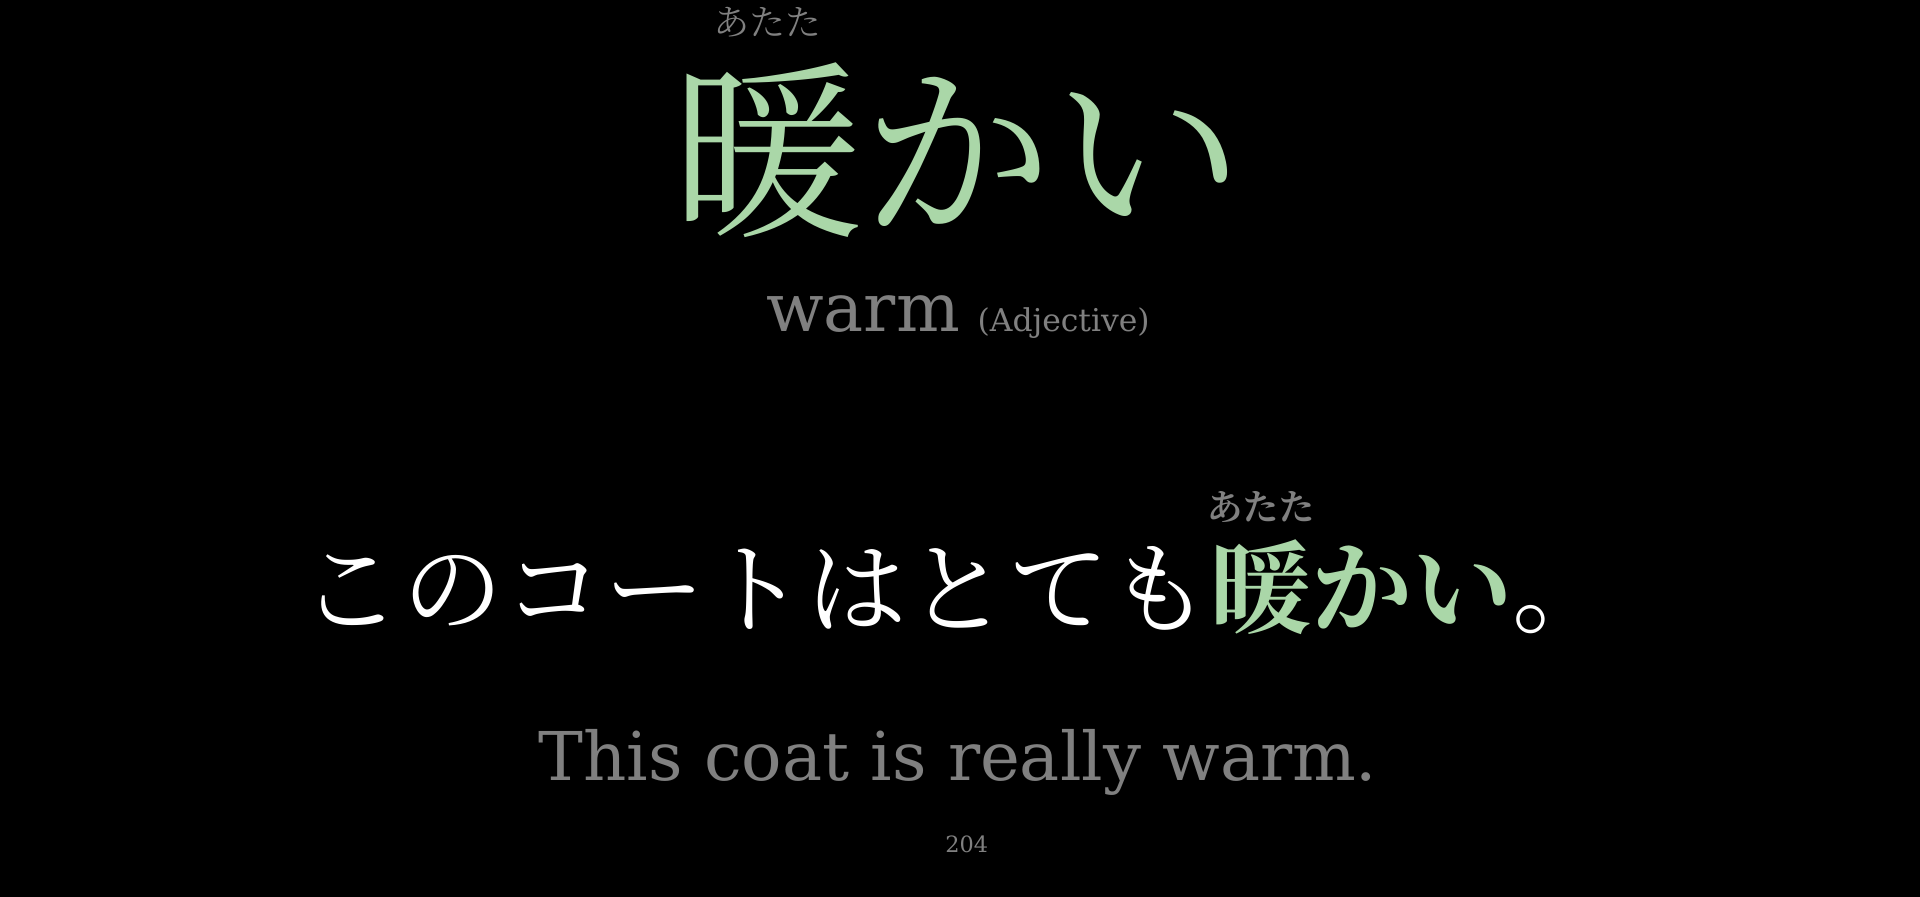 あたた
暖かい
warm (Adjective)
あたた
このコートはとても暖かい。
This coat is really warm.
204